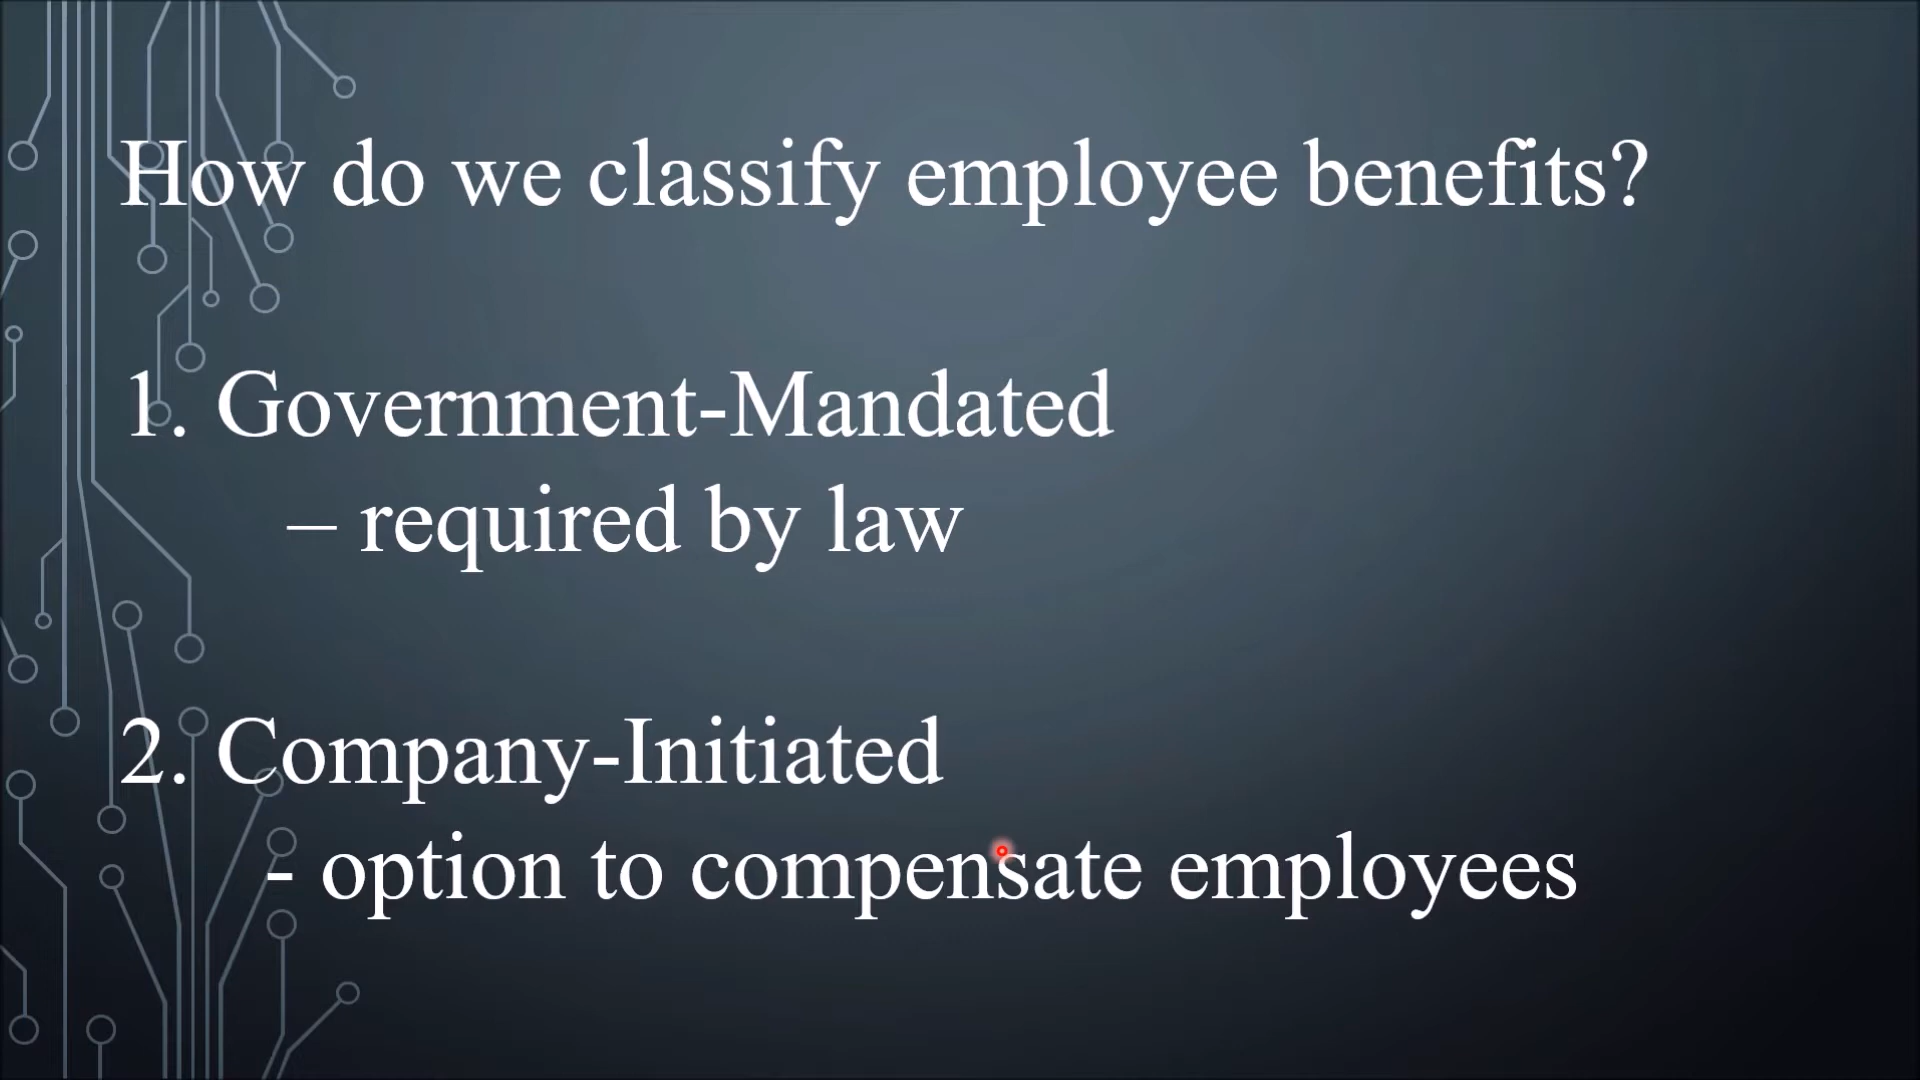 How do we classify employee benefits?
1. Government-Mandated
– required by law
2. Company-Initiated
- option to compensate employees